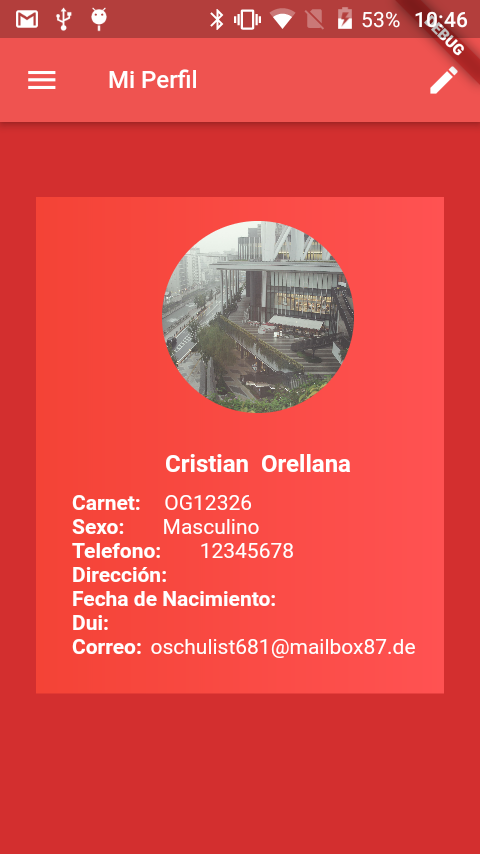 53% 10:46
DEBUG
Mi Perfil
Cristian Orellana
Carnet: OG12326
Sexo: Masculino
Telefono: 12345678
Dirección:
Fecha de Nacimiento:
Dui:
Correo: oschulist681@mailbox87.de